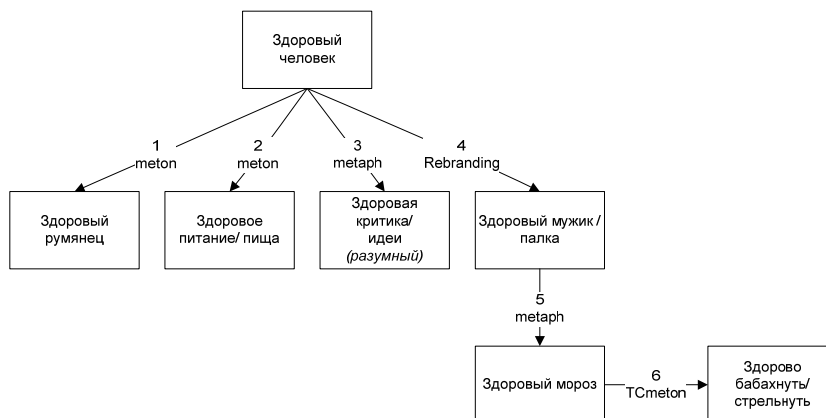 Здоровый
человек
1
meton
2
meton
3
metaph
4
Rebranding
Здоровый
румянец
Здоровое
питание/ пища
Здоровая
критика/
идеи
(разумный)
Здоровый мужик /
палка
5
metaph
Здоровый мороз
6
TCmeton
Здорово
бабахнуть/
стрельнуть